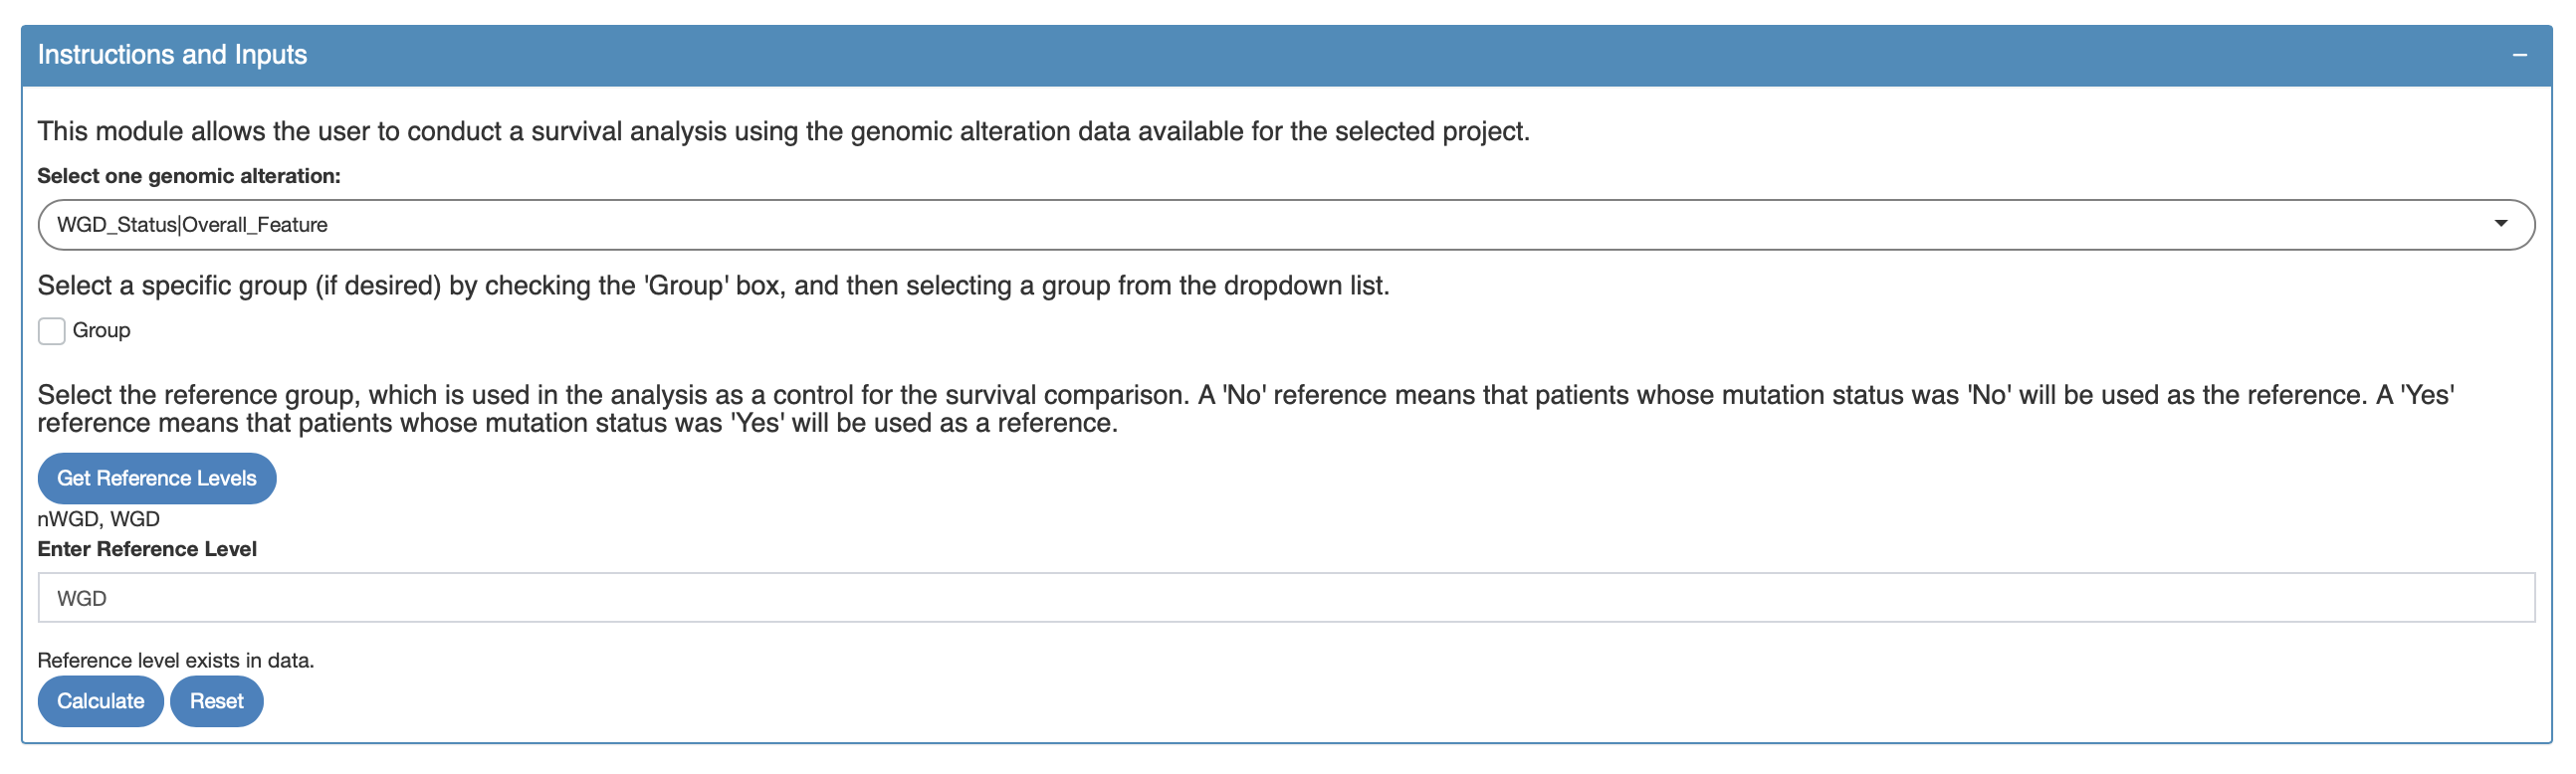 Instructions and Inputs
This module allows the user to conduct a survival analysis using the genomic alteration data available for the selected project.
Select one genomic alteration:
WGD_Status|Overall_Feature
Select a specific group (if desired) by checking the 'Group' box, and then selecting a group from the dropdown list.
Group
Select the reference group, which is used in the analysis as a control for the survival comparison. A 'No' reference means that patients whose mutation status was 'No' will be used as the reference. A 'Yes'
reference means that patients whose mutation status was 'Yes' will be used as a reference.
Get Reference Levels
nWGD, WGD
Enter Reference Level
WGD
Reference level exists in data.
Calculate Reset